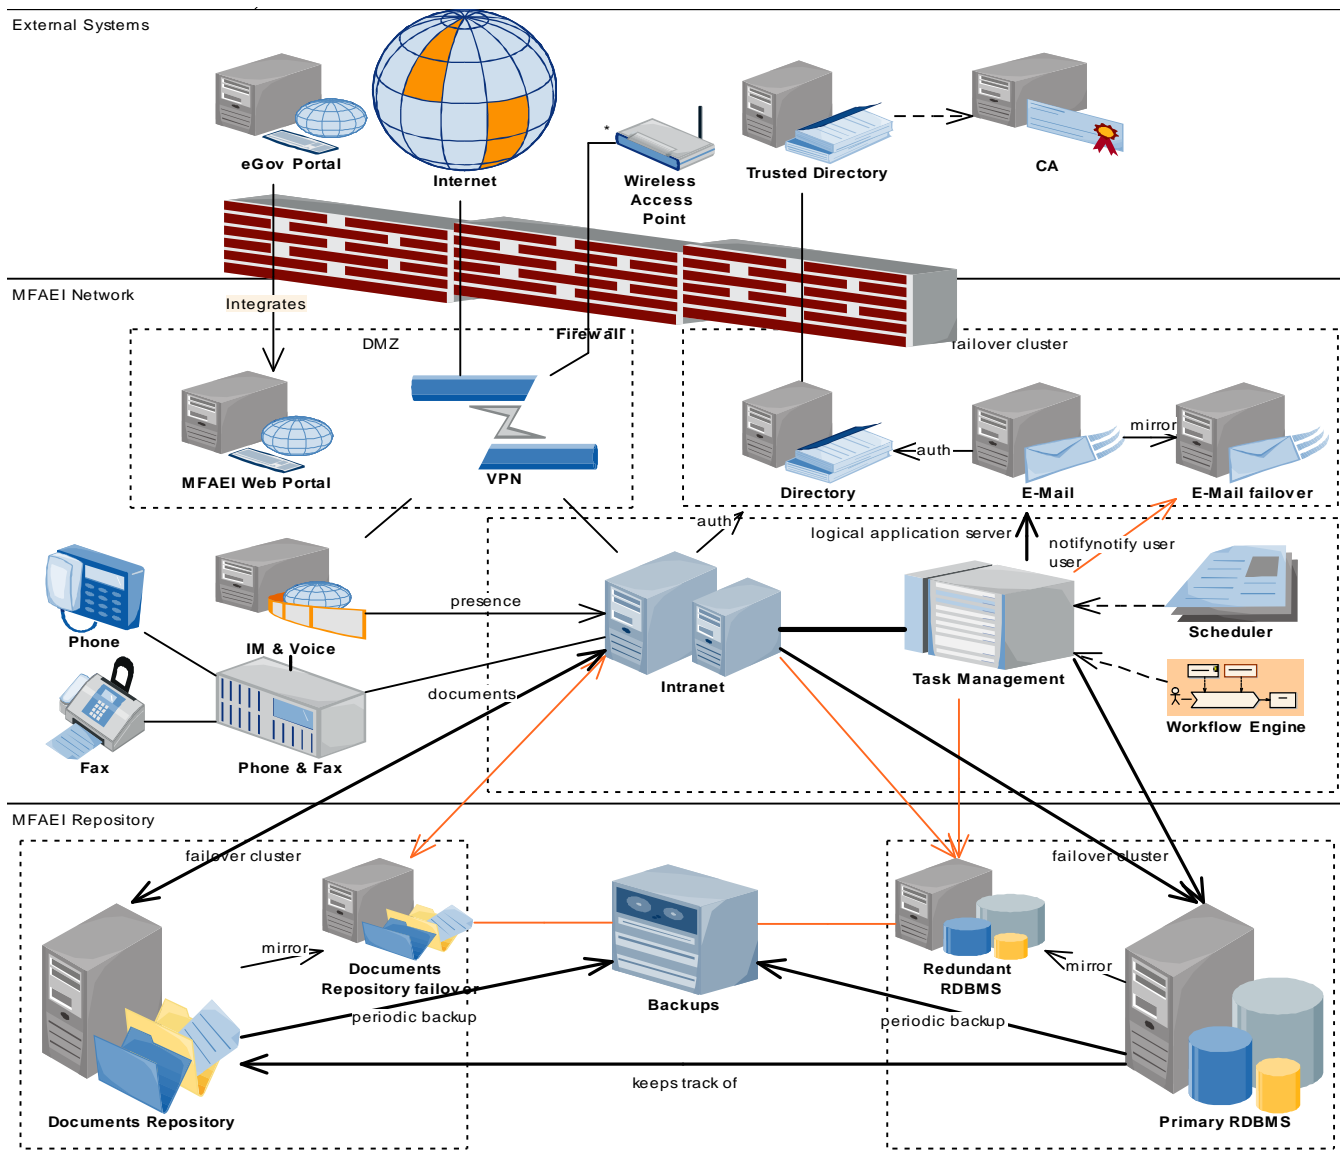 External Systems
eGov Portal
Internet
*
Wireless
Access
Point
Trusted Directory
CA
MFAEI Network
Integrates
Firewall
DMZ
failover cluster
MFAEI Web Portal
VPN
Directory
auth
E-Mail
mirror
E-Mail failover
auth
logical application server
notify
user
notify user
Phone
IM & Voice
presence
Scheduler
Fax
Phone & Fax
documents
Intranet
Task Management
Workflow Engine
MFAEI Repository
failover cluster
failover cluster
mirror
Documents
Repository failover
periodic backup
Backups
Redundant
RDBMS
mirror
periodic backup
keeps track of
Documents Repository
Primary RDBMS